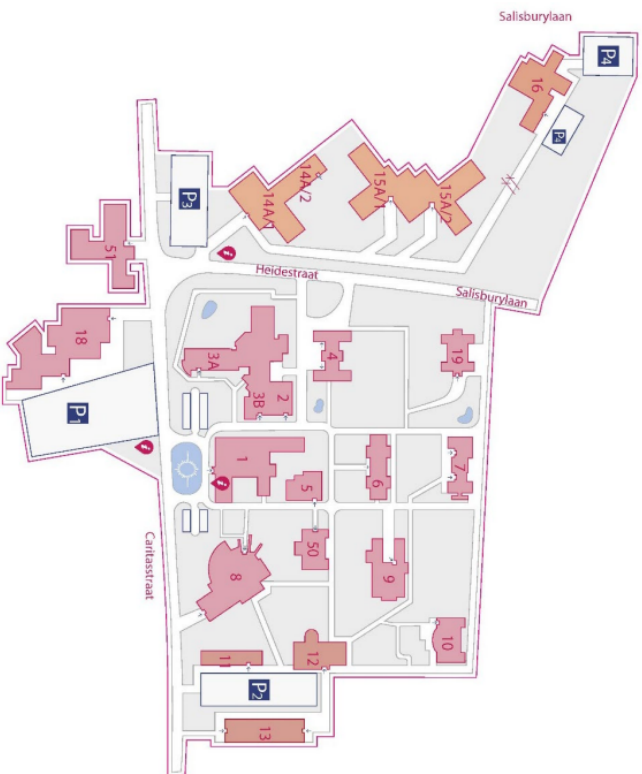 Salisburylaan
P4
16
P4
15A/2
15A/1
14A/2
14A/1
P3
51
Heidestraat
Salisburylaan
18
3A
3B
2
4
19
P1
1
5
6
7
Caritasstraat
8
50
9
10
11
12
P2
13